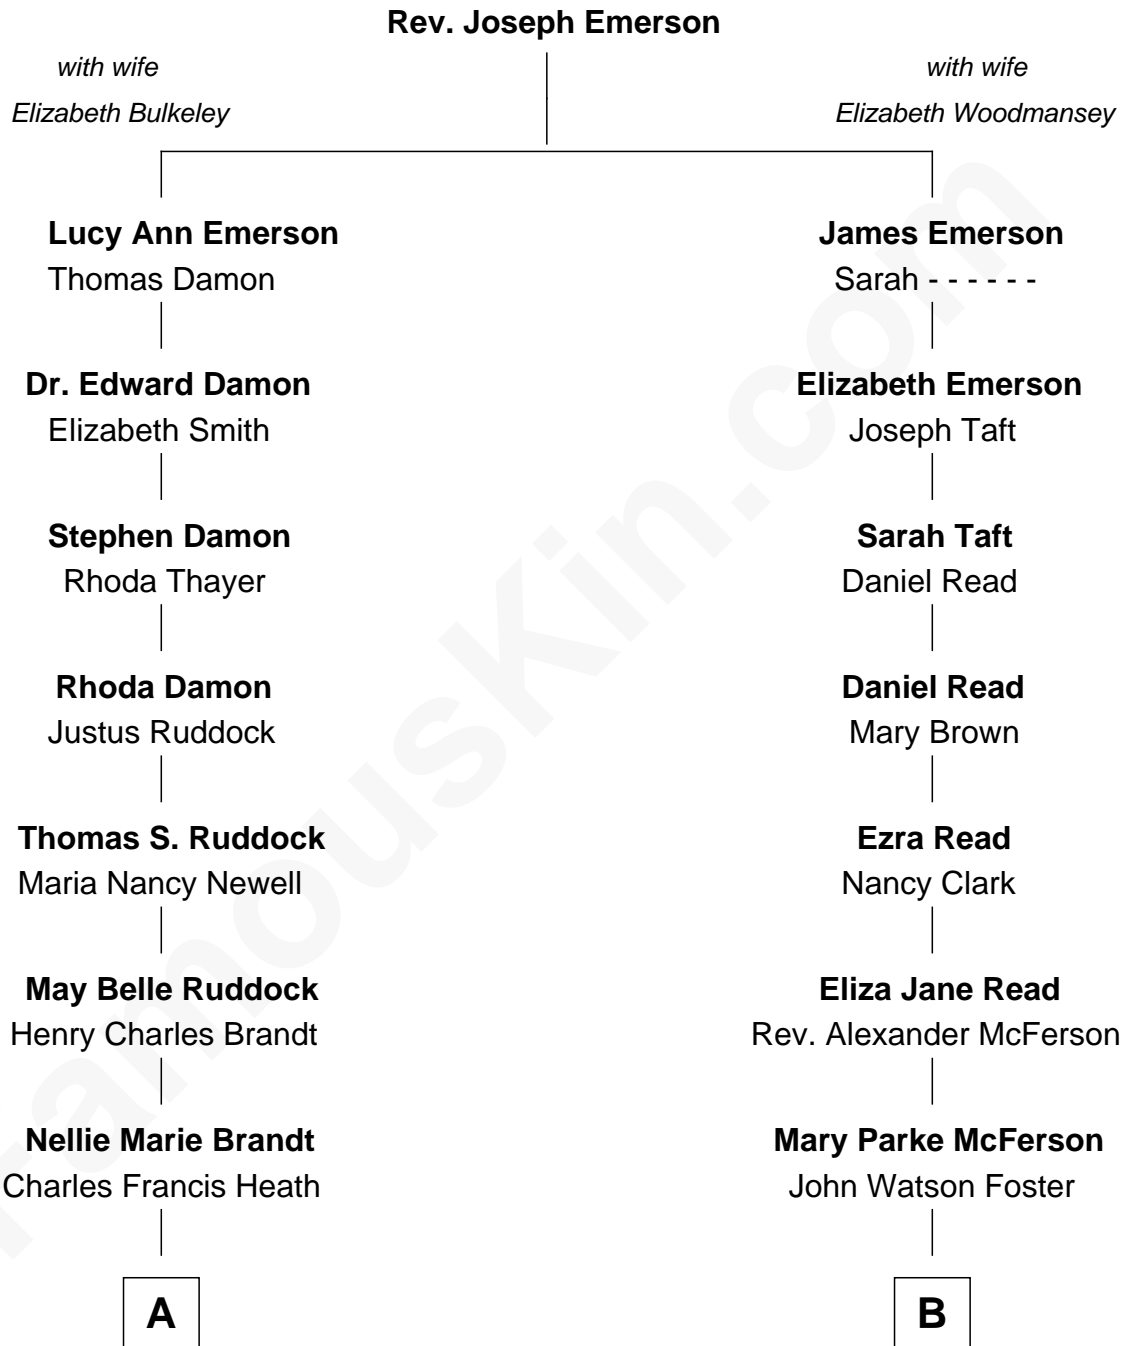 Rev. Joseph Emerson
with wife
Elizabeth Bulkeley
with wife
Elizabeth Woodmansey
Lucy Ann Emerson
Thomas Damon
James Emerson
Sarah - - - - - -
Dr. Edward Damon
Elizabeth Smith
Elizabeth Emerson
Joseph Taft
Stephen Damon
Rhoda Thayer
Sarah Taft
Daniel Read
Rhoda Damon
Justus Ruddock
Daniel Read
Mary Brown
Thomas S. Ruddock
Maria Nancy Newell
Ezra Read
Nancy Clark
May Belle Ruddock
Henry Charles Brandt
Eliza Jane Read
Rev. Alexander McFerson
Nellie Marie Brandt
Charles Francis Heath
Mary Parke McFerson
John Watson Foster
A
B
FamousKin.com